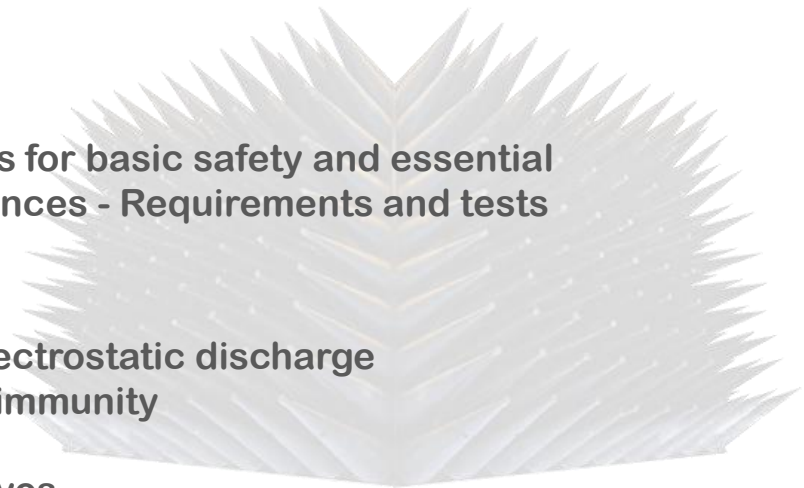 s for basic safety and essential
nces - Requirements and tests
ectrostatic discharge
immunity